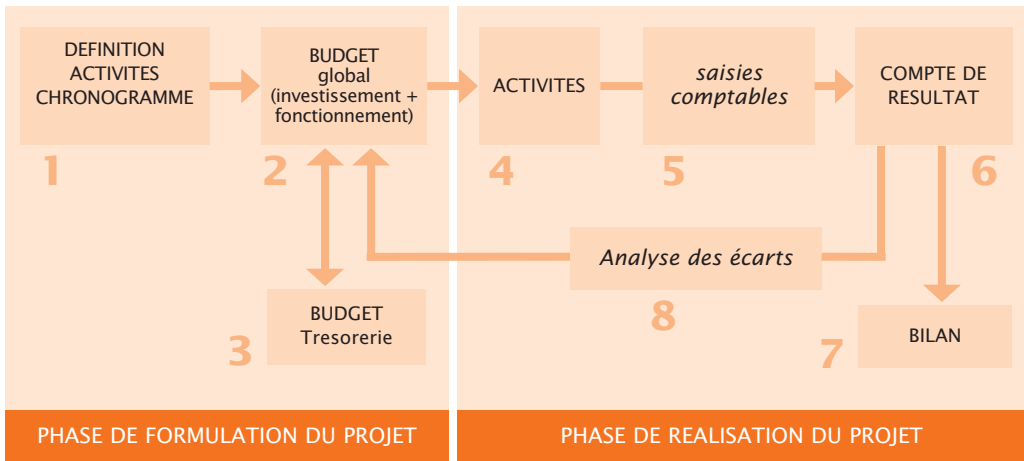 DEFINITION
ACTIVITES
CHRONOGRAMME
1
BUDGET
global
(investissement +
fonctionnement)
2
BUDGET
Tresorerie
3
PHASE DE FORMULATION DU PROJET
ACTIVITES
4
saisies
comptables
5
COMPTE DE
RESULTAT
6
Analyse des écarts
8
BILAN
7
PHASE DE REALISATION DU PROJET